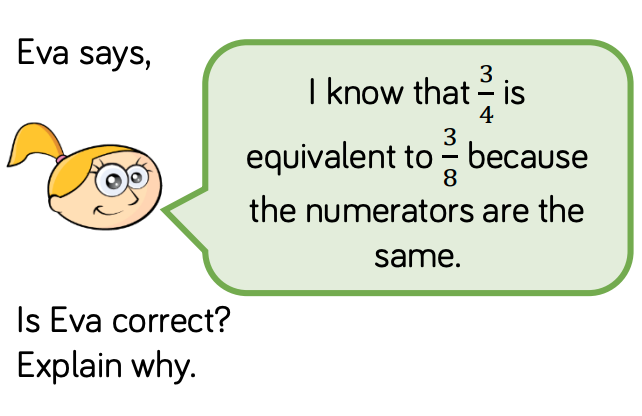 Eva says,
I know that 3/4 is
equivalent to 3/8 because
the numerators are the
same.
Is Eva correct?
Explain why.